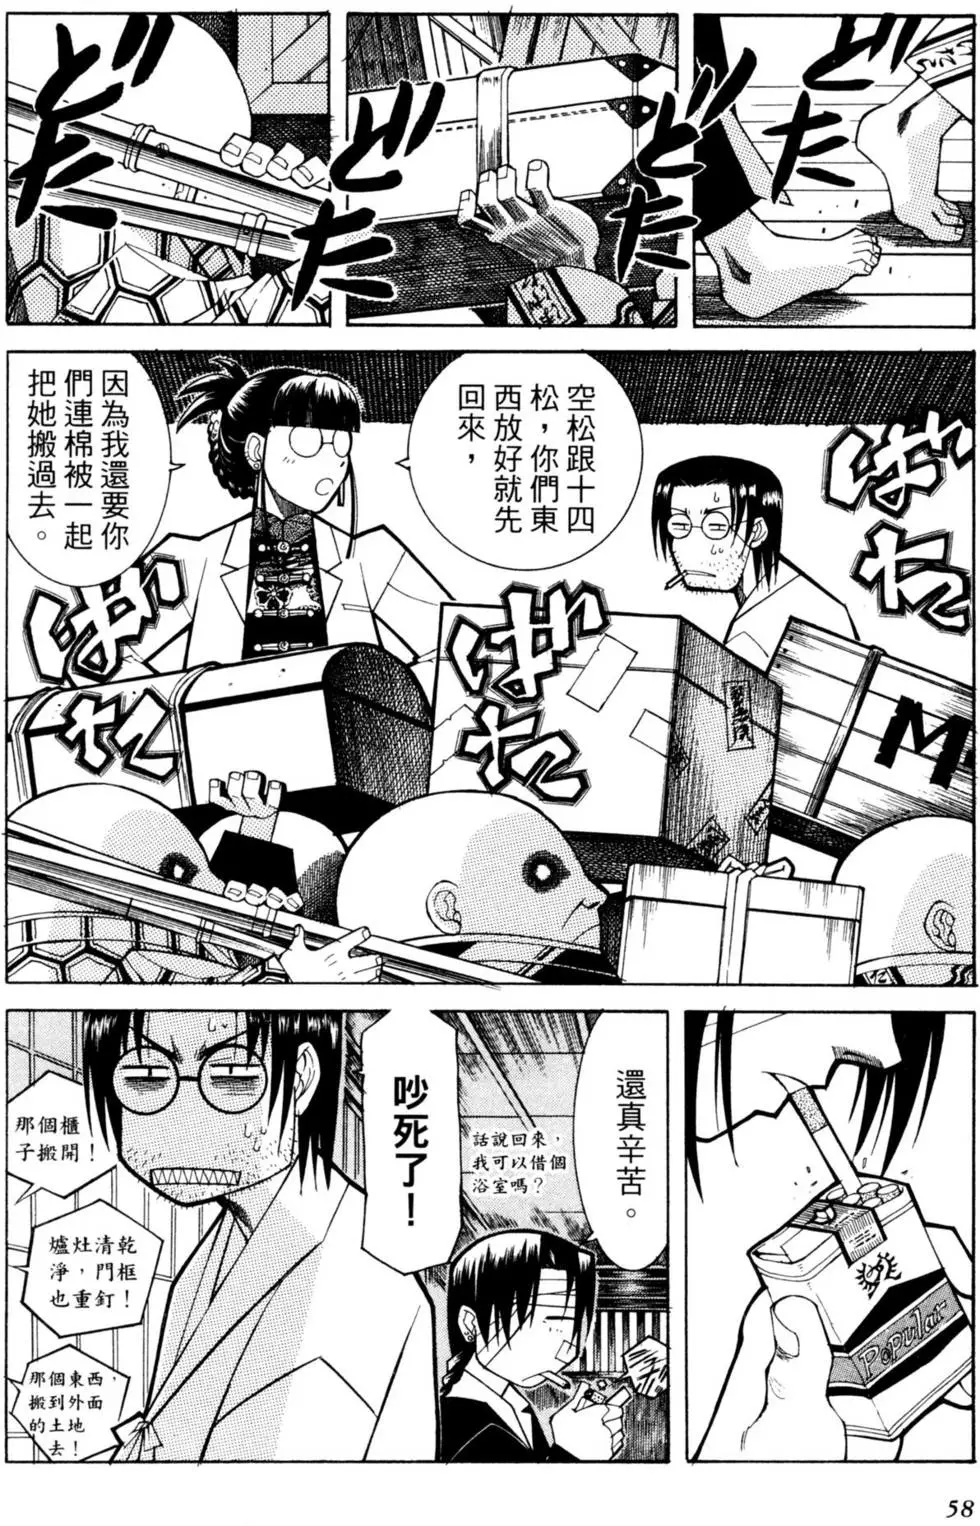 ど
た
ど
た
ど
た
ど
た
空松跟十四
松，你們東
西放好就先
回來，
因為我還要你
們連棉被一起
把她搬過去。
ばた
ばた
ばた
M
Popular
還真辛苦。
話說回來，
我可以借個
浴室嗎？
吵死了！
那個櫃
子搬開！
爐灶清乾
淨，門框
也重釘！
那個東西，
搬到外面
的土地
去！
58